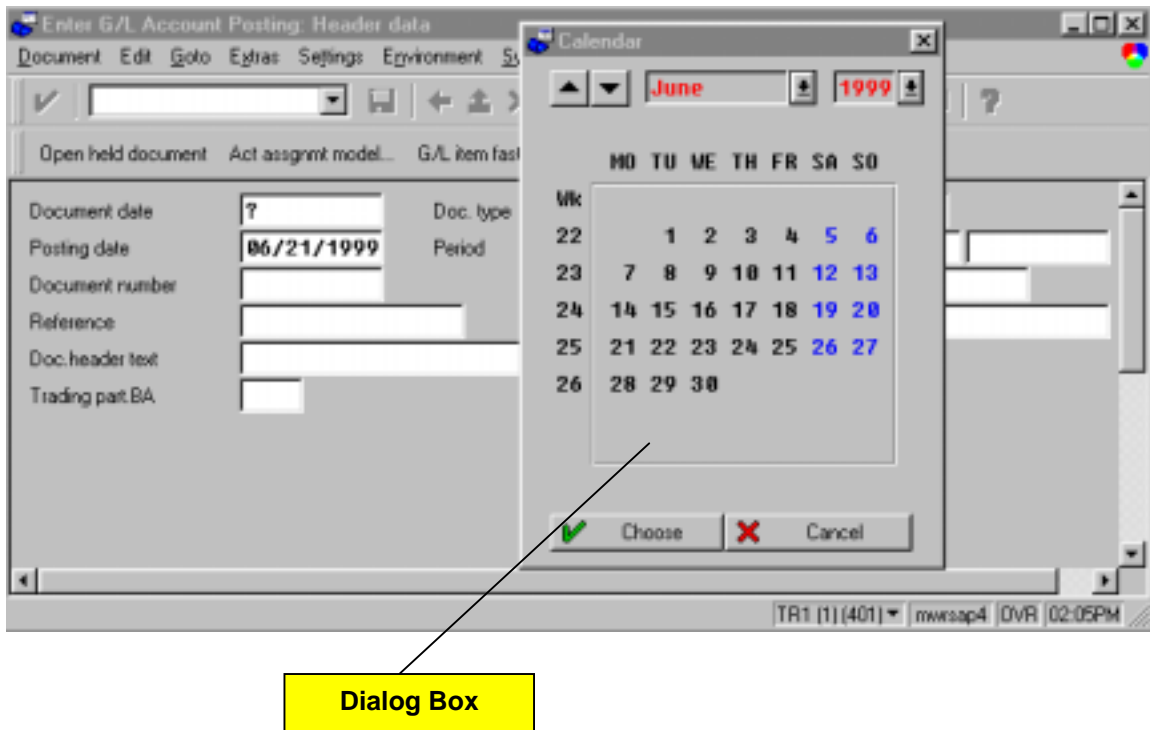 Enter G/L Account Posting: Header data
Document Edit Goto Extras Settings Environment
Open held document Act assgnmt model... G/L item fast
Document date ? Doc. type
Posting date 06/21/1999 Period
Document number
Reference
Doc.header text
Trading part.BA
Calendar
June 1999
MO TU WE TH FR SA SO
Wk
22 1 2 3 4 5 6
23 7 8 9 10 11 12 13
24 14 15 16 17 18 19 20
25 21 22 23 24 25 26 27
26 28 29 30
Choose Cancel
TR1 (1) (401) mwrsap4 OVR 02:05PM
Dialog Box